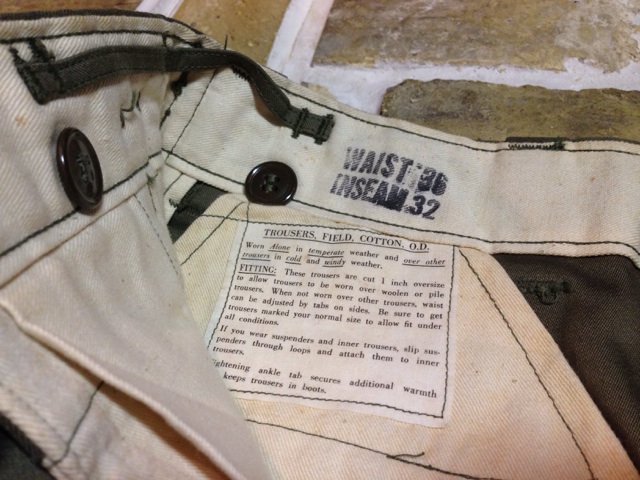 WAIST 36
INSEAM 32
TROUSERS, FIELD, COTTON, O.D.
Worn Alone in temperate weather and over other
trousers in cold and windy weather.
FITTING: These trousers are cut 1 inch oversize
to allow trousers to be worn over woolen or pile
trousers. When not worn over other trousers, waist
can be adjusted by tabs on sides. Be sure to get
trousers marked your normal size to allow fit under
all conditions.
If you wear suspenders and inner trousers, slip sus-
penders through loops and attach them to inner
trousers.
ightening ankle tab secures additional warmth
keeps trousers in boots.